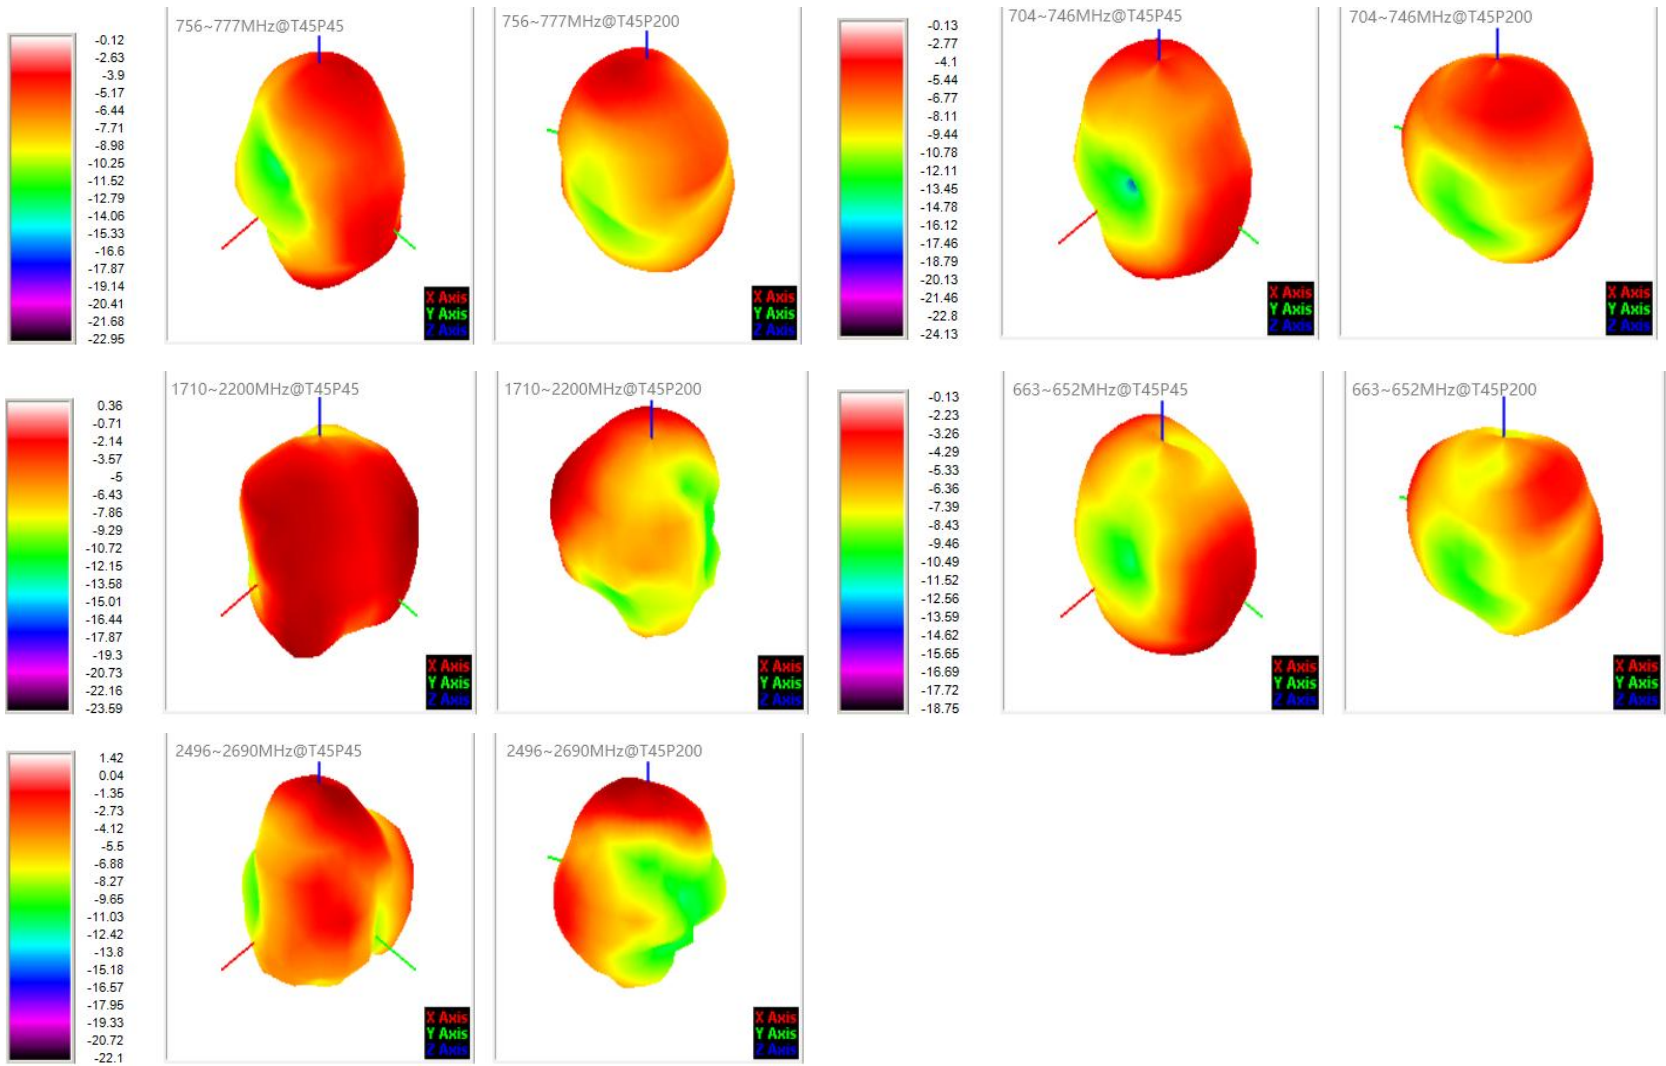 756~777MHz@T45P45
756~777MHz@T45P200
-0.12
-2.63
-3.9
-5.17
-6.44
-7.71
-8.98
-10.25
-11.52
-12.79
-14.06
-15.33
-16.6
-17.87
-19.14
-20.41
-21.68
-22.95
X Axis
Y Axis
Z Axis
X Axis
Y Axis
Z Axis
704~746MHz@T45P45
704~746MHz@T45P200
-0.13
-2.77
-4.1
-5.44
-6.77
-8.11
-9.44
-10.78
-12.11
-13.45
-14.78
-16.12
-17.46
-18.79
-20.13
-21.46
-22.8
-24.13
X Axis
Y Axis
Z Axis
X Axis
Y Axis
Z Axis
1710~2200MHz@T45P45
1710~2200MHz@T45P200
0.36
-0.71
-2.14
-3.57
-5
-6.43
-7.86
-9.29
-10.72
-12.15
-13.58
-15.01
-16.44
-17.87
-19.3
-20.73
-22.16
-23.59
X Axis
Y Axis
Z Axis
X Axis
Y Axis
Z Axis
663~652MHz@T45P45
663~652MHz@T45P200
-0.13
-2.23
-3.26
-4.29
-5.33
-6.36
-7.39
-8.43
-9.46
-10.49
-11.52
-12.56
-13.59
-14.62
-15.65
-16.69
-17.72
-18.75
X Axis
Y Axis
Z Axis
X Axis
Y Axis
Z Axis
2496~2690MHz@T45P45
2496~2690MHz@T45P200
1.42
0.04
-1.35
-2.73
-4.12
-5.5
-6.88
-8.27
-9.65
-11.03
-12.42
-13.8
-15.18
-16.57
-17.95
-19.33
-20.72
-22.1
X Axis
Y Axis
Z Axis
X Axis
Y Axis
Z Axis